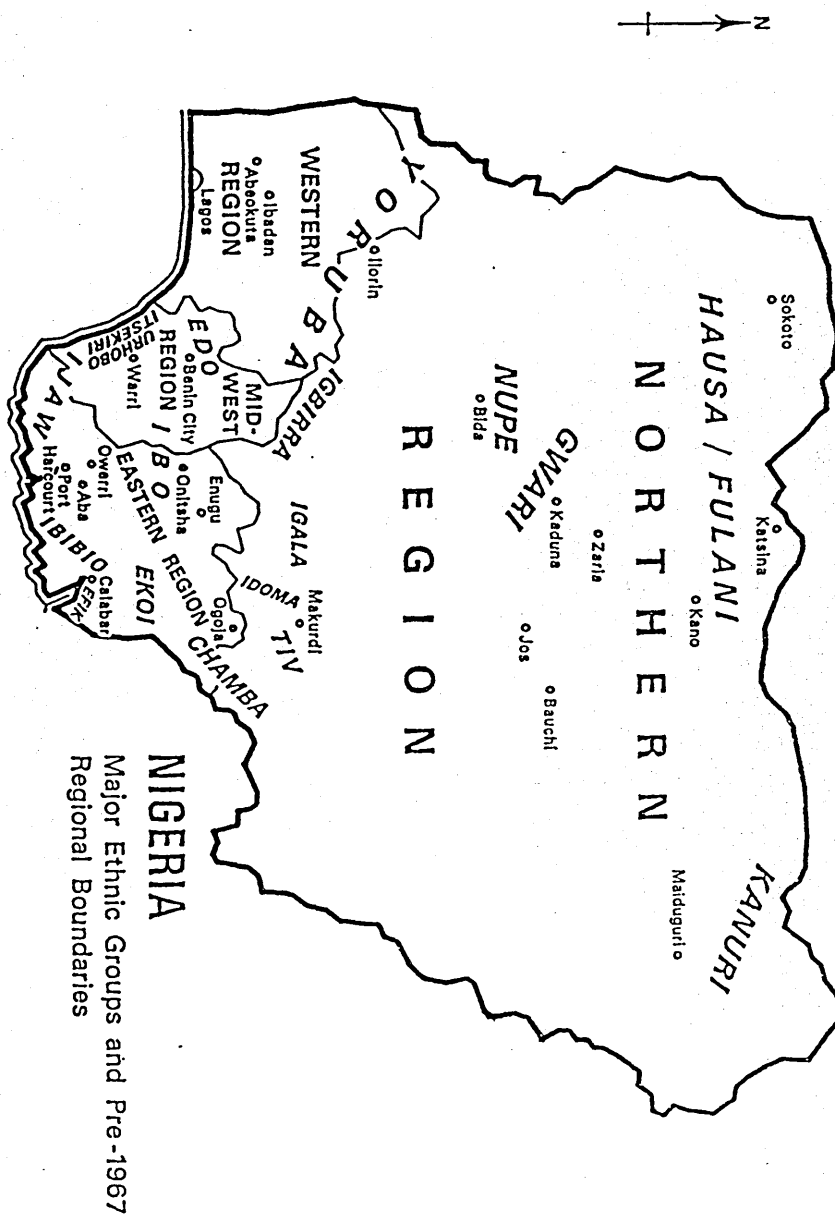 N
Sokoto
Katsina
HAUSA / FULANI
Kano
KANURI
Maiduguri
NORTHERN
Zaria
GWARI
Kaduna
Bauchi
Jos
NUPE
Bida
REGION
YORUBA
Ilorin
IGBIRRA
WESTERN
REGION
Ibadan
Abeokuta
Lagos
MID-
WEST
REGION
EDO
Benin City
URHOBO
ITSEKIRI
Warri
IJAW
IGALA
IDOMA
Makurdi
TIV
CHAMBA
Enugu
Ogoja
IBO
Onitsha
EASTERN REGION
EKOI
Owerri
Aba
Port
Harcourt
IBIBIO
Calabar
EFIK
NIGERIA
Major Ethnic Groups and Pre-1967
Regional Boundaries